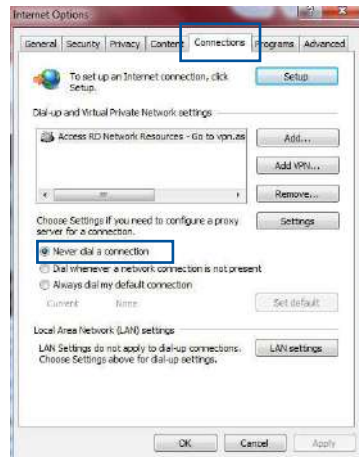 Internet Options
General Security Privacy Content Connections Programs Advanced
To set up an Internet connection, click
Setup.
Setup
Dial-up and Virtual Private Network settings
Access RD Network Resources - Go to vpn.as
Add...
Add VPN...
Remove...
Choose Settings if you need to configure a proxy
server for a connection.
Settings
Never dial a connection
Dial whenever a network connection is not present
Always dial my default connection
Current None
Set default
Local Area Network (LAN) settings
LAN Settings do not apply to dial-up connections.
Choose Settings above for dial-up settings.
LAN settings
OK Cancel Apply